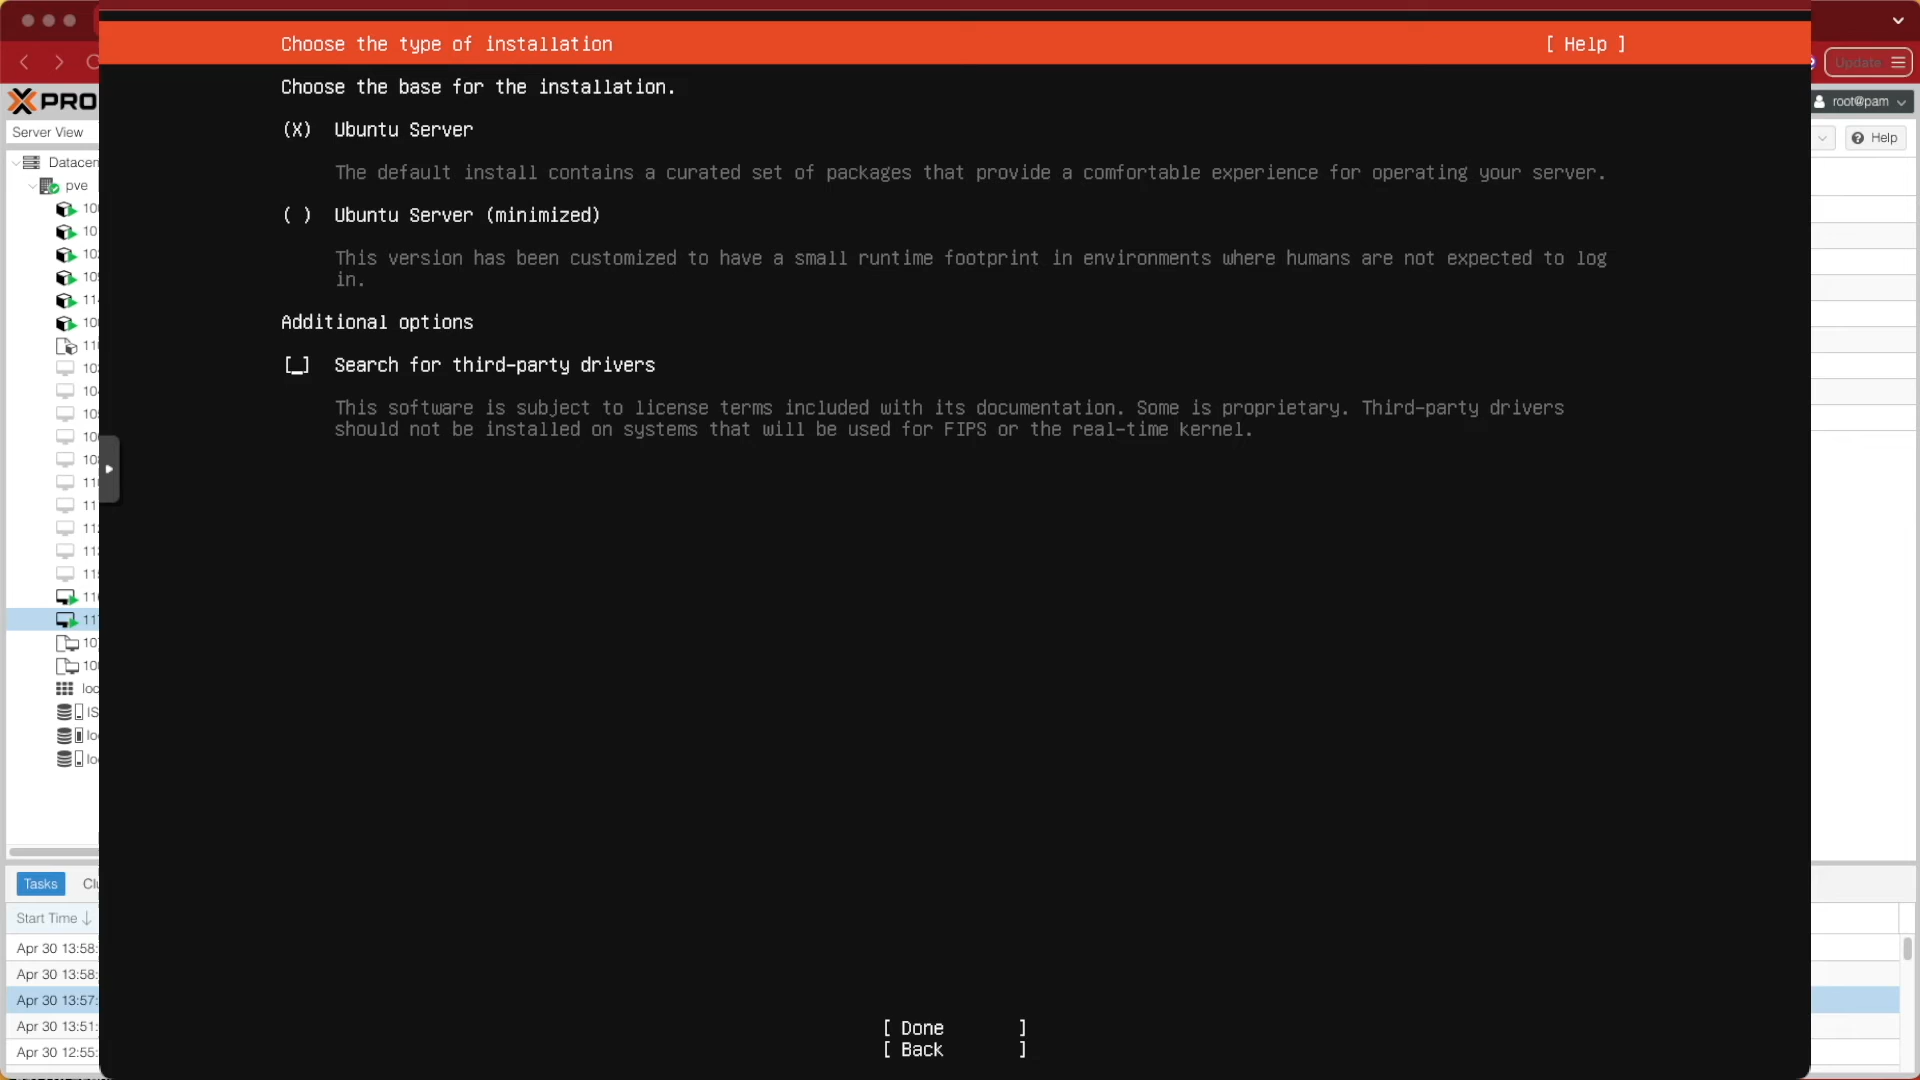 Choose the type of installation [ Help ]
Choose the base for the installation.
(X) Ubuntu Server
The default install contains a curated set of packages that provide a comfortable experience for operating your server.
( ) Ubuntu Server (minimized)
This version has been customized to have a small runtime footprint in environments where humans are not expected to log
in.
Additional options
[_] Search for third-party drivers
This software is subject to license terms included with its documentation. Some is proprietary. Third-party drivers
should not be installed on systems that will be used for FIPS or the real-time kernel.
[ Done ]
[ Back ]
Update
XPRO
root@pam
Server View
Help
Datacen
pve
Tasks
Start Time
Apr 30 13:58:
Apr 30 13:58:
Apr 30 13:57:
Apr 30 13:51:
Apr 30 12:55: